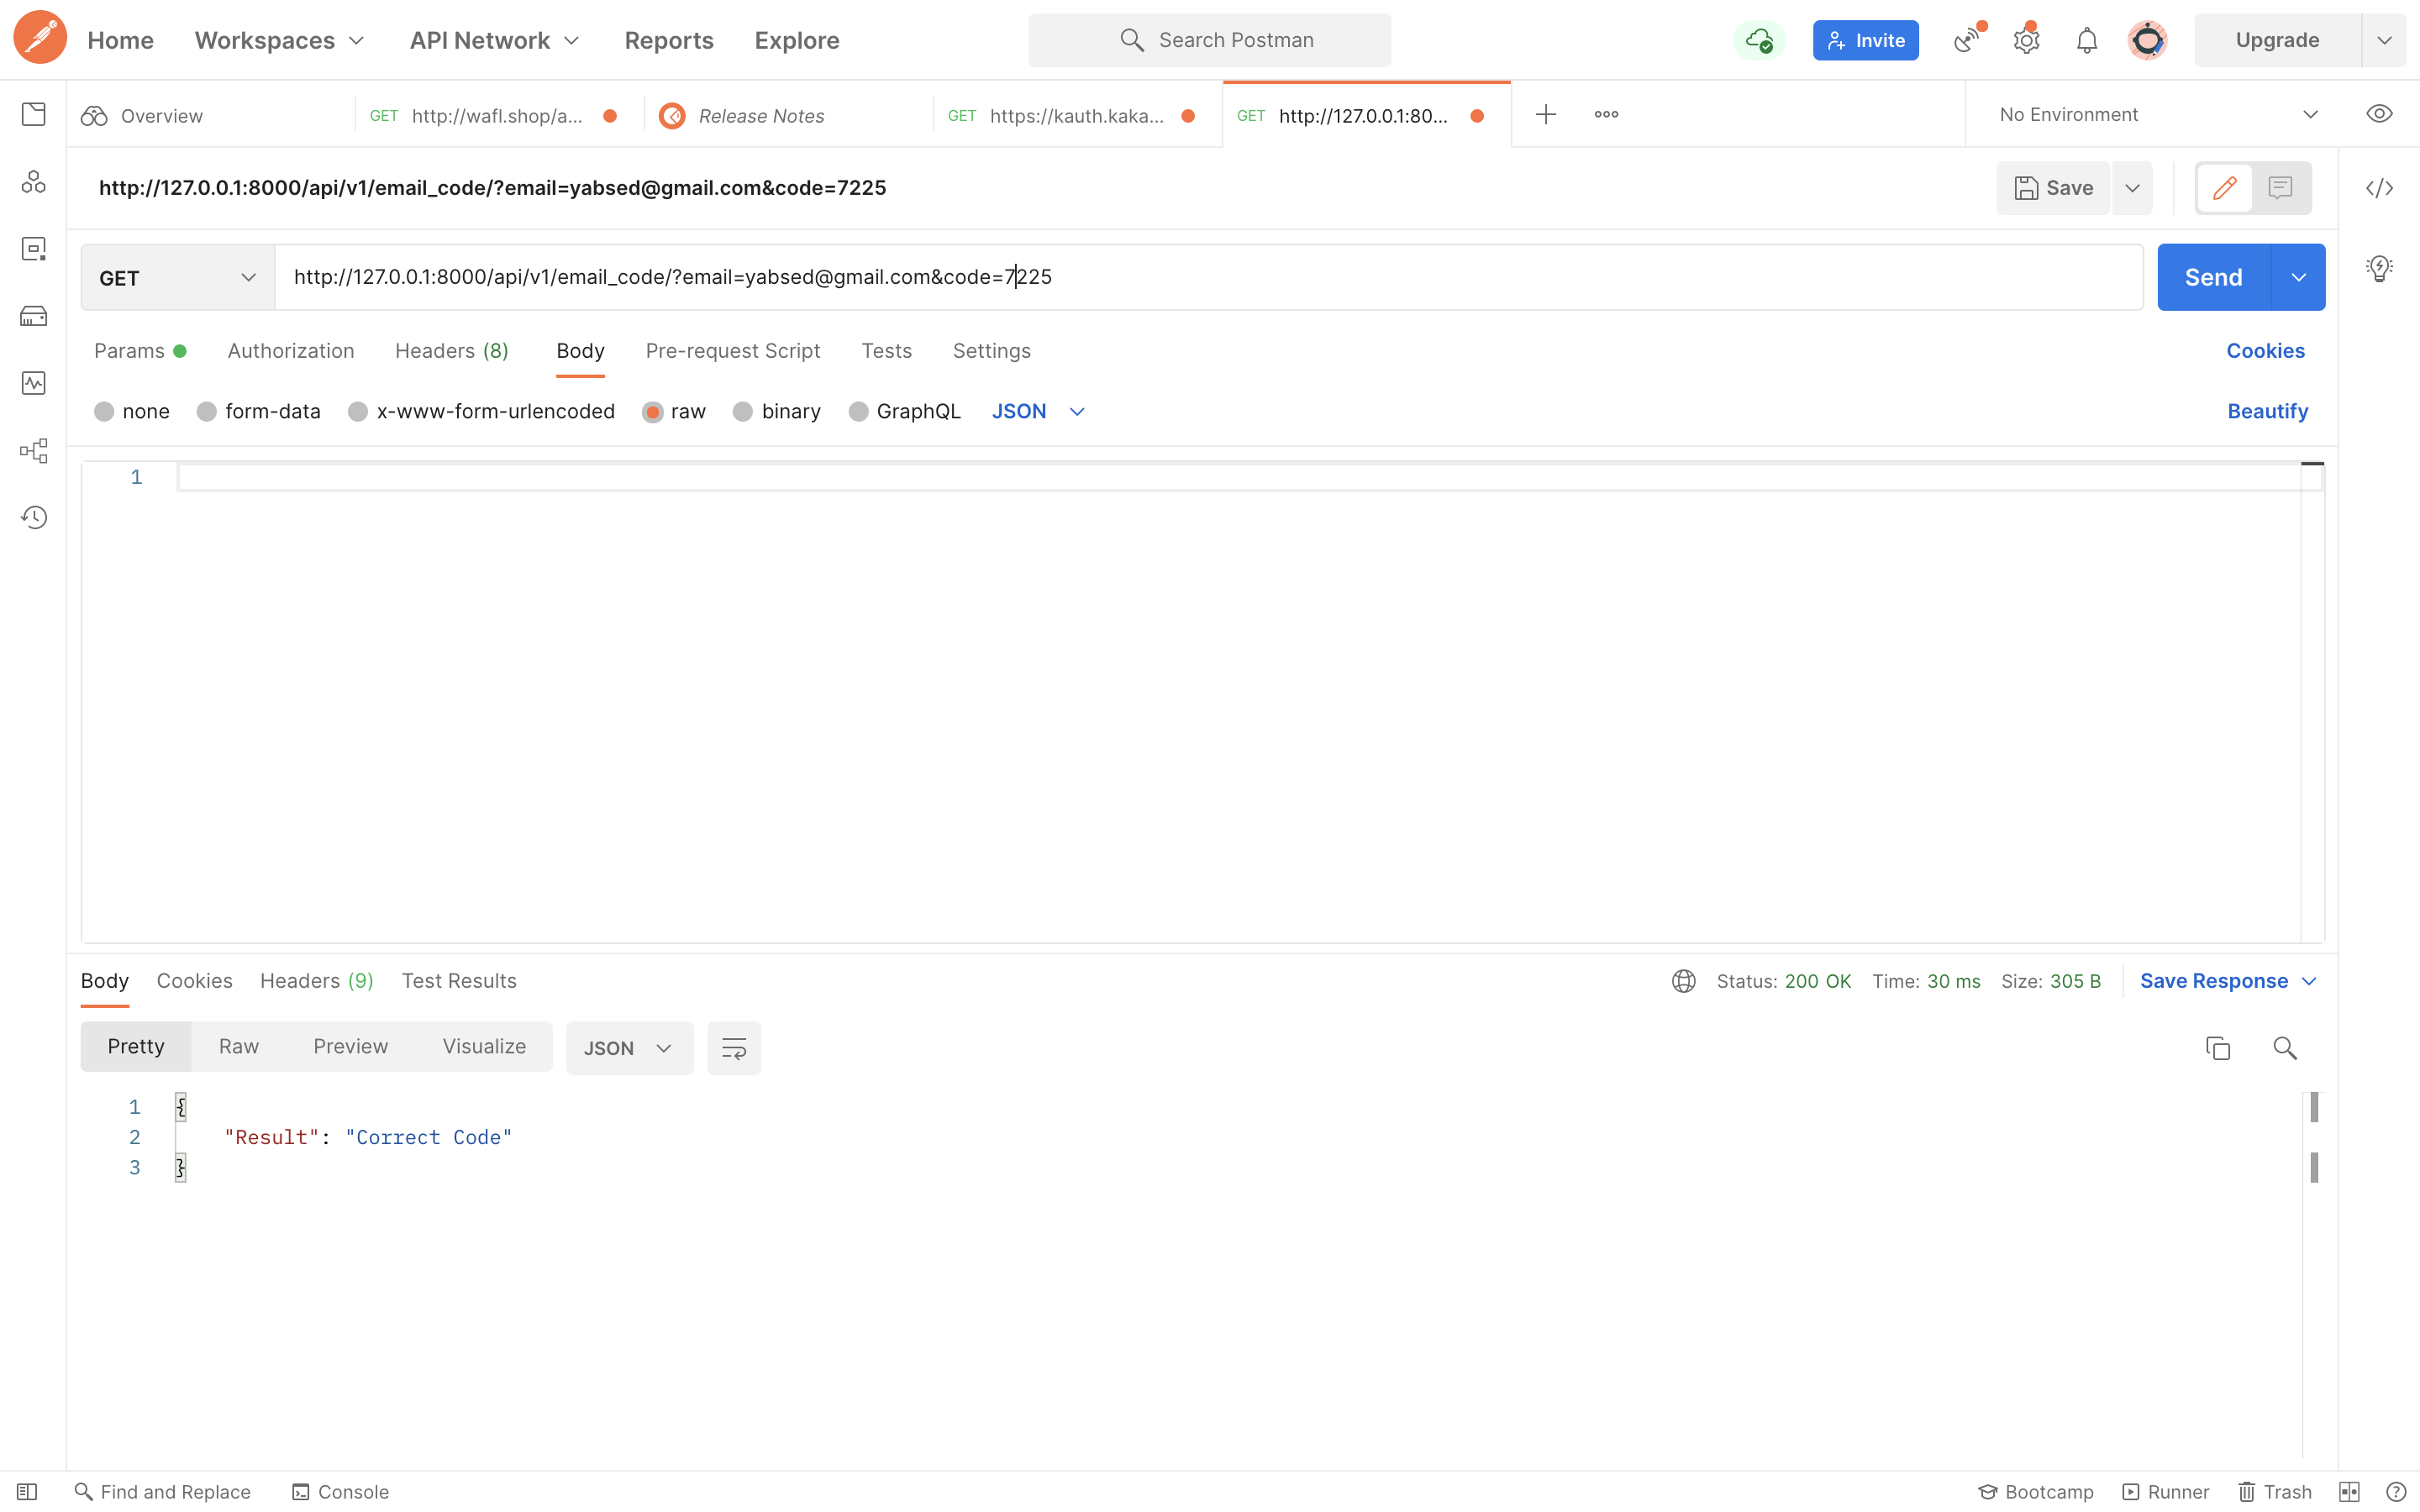 Home Workspaces API Network Reports Explore Search Postman Invite Upgrade
Overview GET http://wafl.shop/a... Release Notes GET https://kauth.kaka... GET http://127.0.0.1:80... No Environment
http://127.0.0.1:8000/api/v1/email_code/?email=yabsed@gmail.com&code=7225 Save
GET http://127.0.0.1:8000/api/v1/email_code/?email=yabsed@gmail.com&code=7225 Send
Params Authorization Headers (8) Body Pre-request Script Tests Settings Cookies
none form-data x-www-form-urlencoded raw binary GraphQL JSON Beautify
1
Body Cookies Headers (9) Test Results Status: 200 OK Time: 30 ms Size: 305 B Save Response
Pretty Raw Preview Visualize JSON
1 {
2 "Result": "Correct Code"
3 }
Find and Replace Console Bootcamp Runner Trash